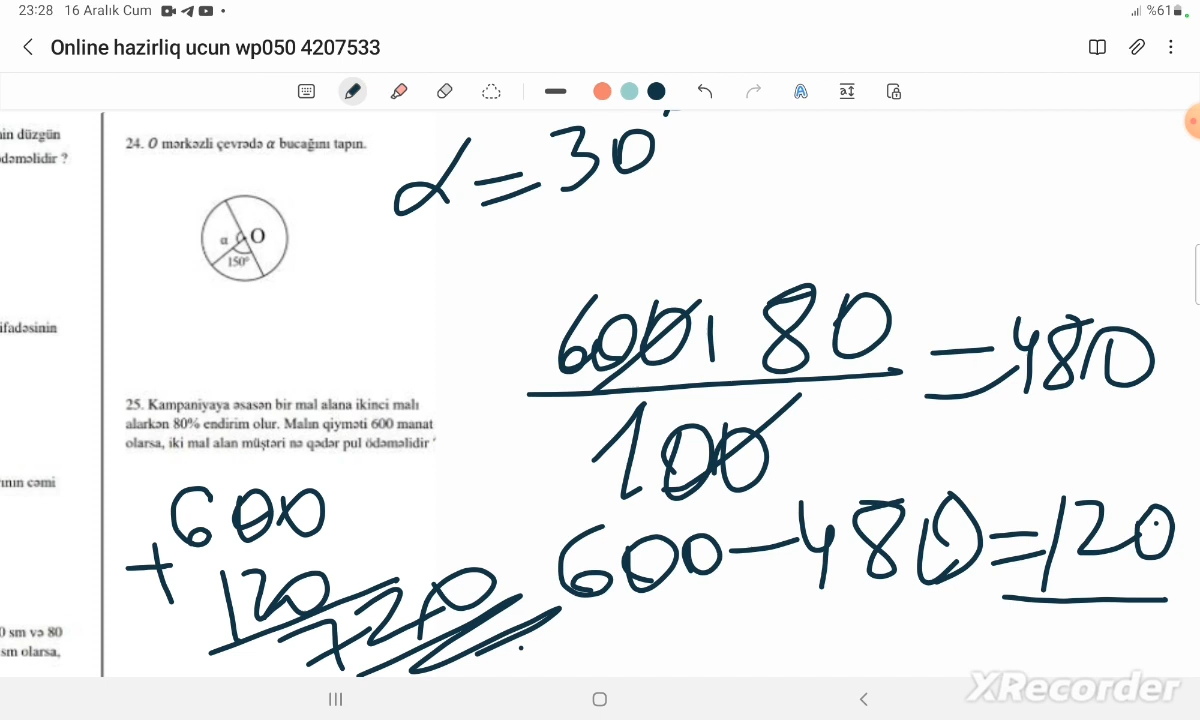 23:28 16 Aralık Cum
%61
Online hazirliq ucun wp050 4207533
in düzgün
dəməlidir ?
ifadəsinin
ının cəmi
0 sm və 80
sm olarsa,
24. O mərkəzli çevrədə α bucağını tapın.
α O
150°
α = 30°
25. Kampaniyaya əsasən bir mal alana ikinci malı
alarkən 80% endirim olur. Malın qiyməti 600 manat
olarsa, iki mal alan müştəri nə qədər pul ödəməlidir
600 · 80
100
= 480
600 - 480 = 120
600
+
120
720
XRecorder